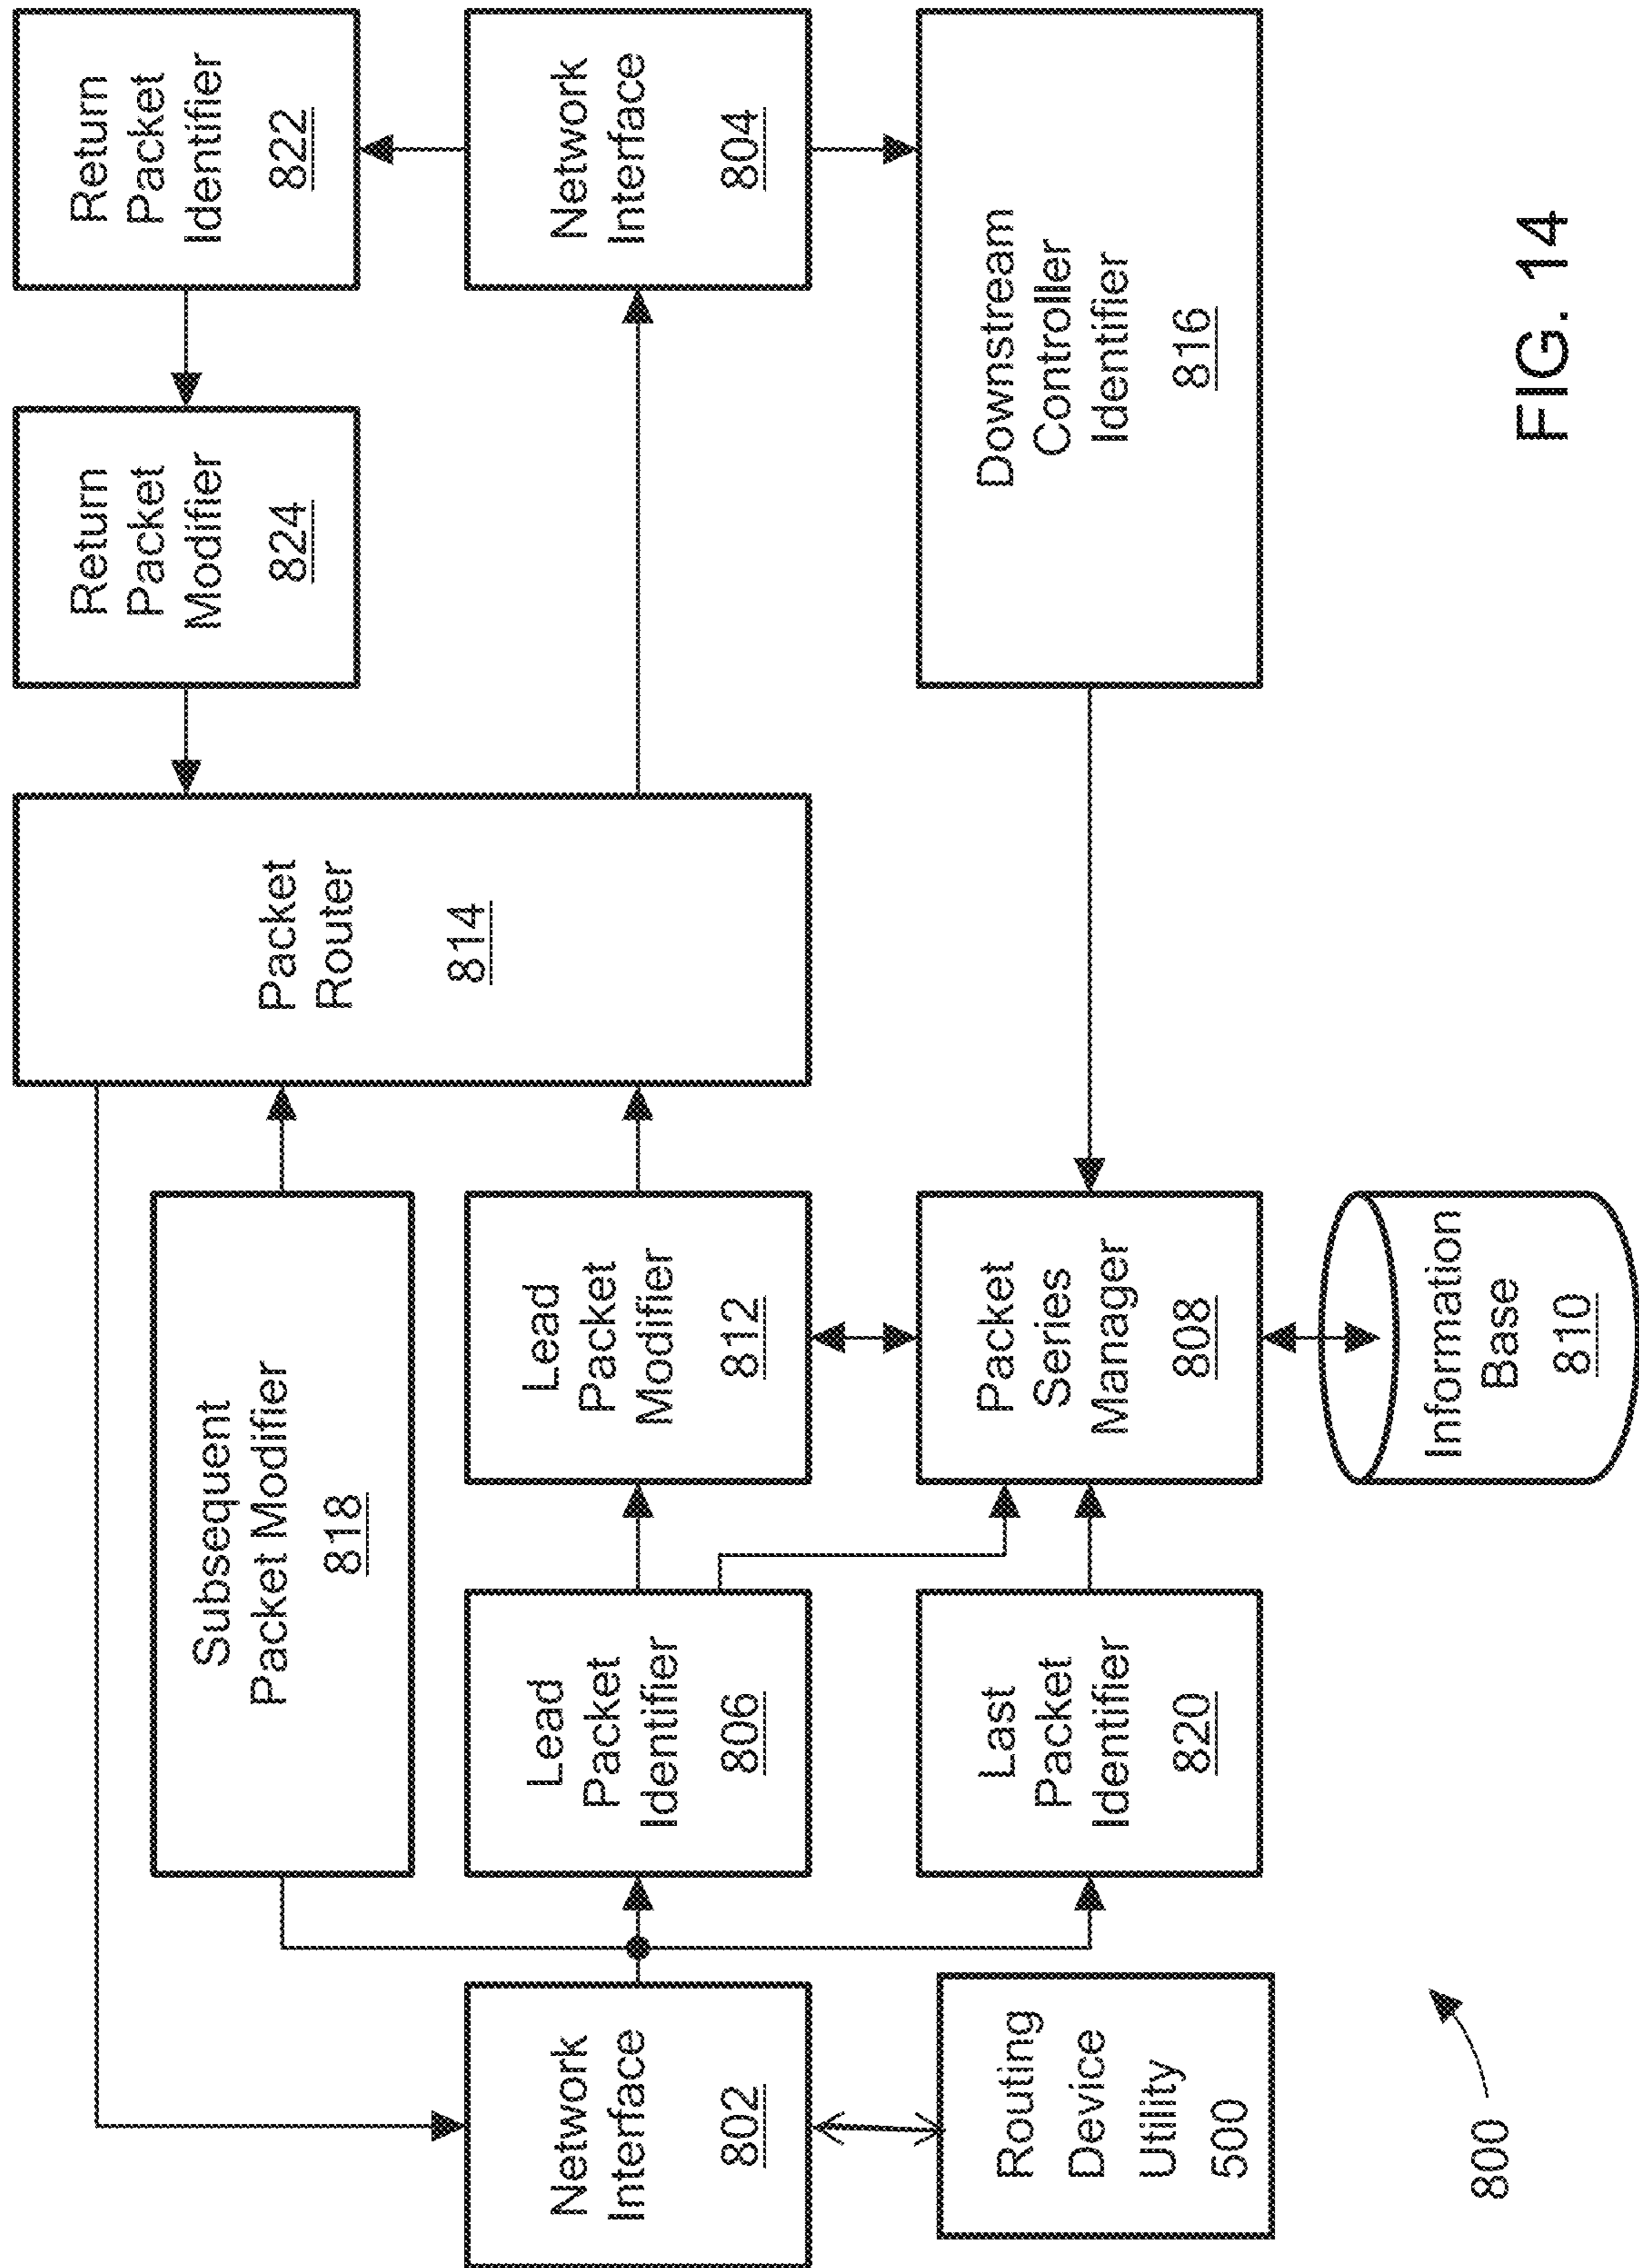 Network
Interface
802
Routing
Device
Utility
500
Subsequent
Packet Modifier
818
Lead
Packet
Identifier
806
Last
Packet
Identifier
820
Lead
Packet
Modifier
812
Packet
Series
Manager
808
Information
Base
810
Packet
Router
814
Return
Packet
Modifier
824
Return
Packet
Identifier
822
Network
Interface
804
Downstream
Controller
Identifier
816
800
FIG. 14